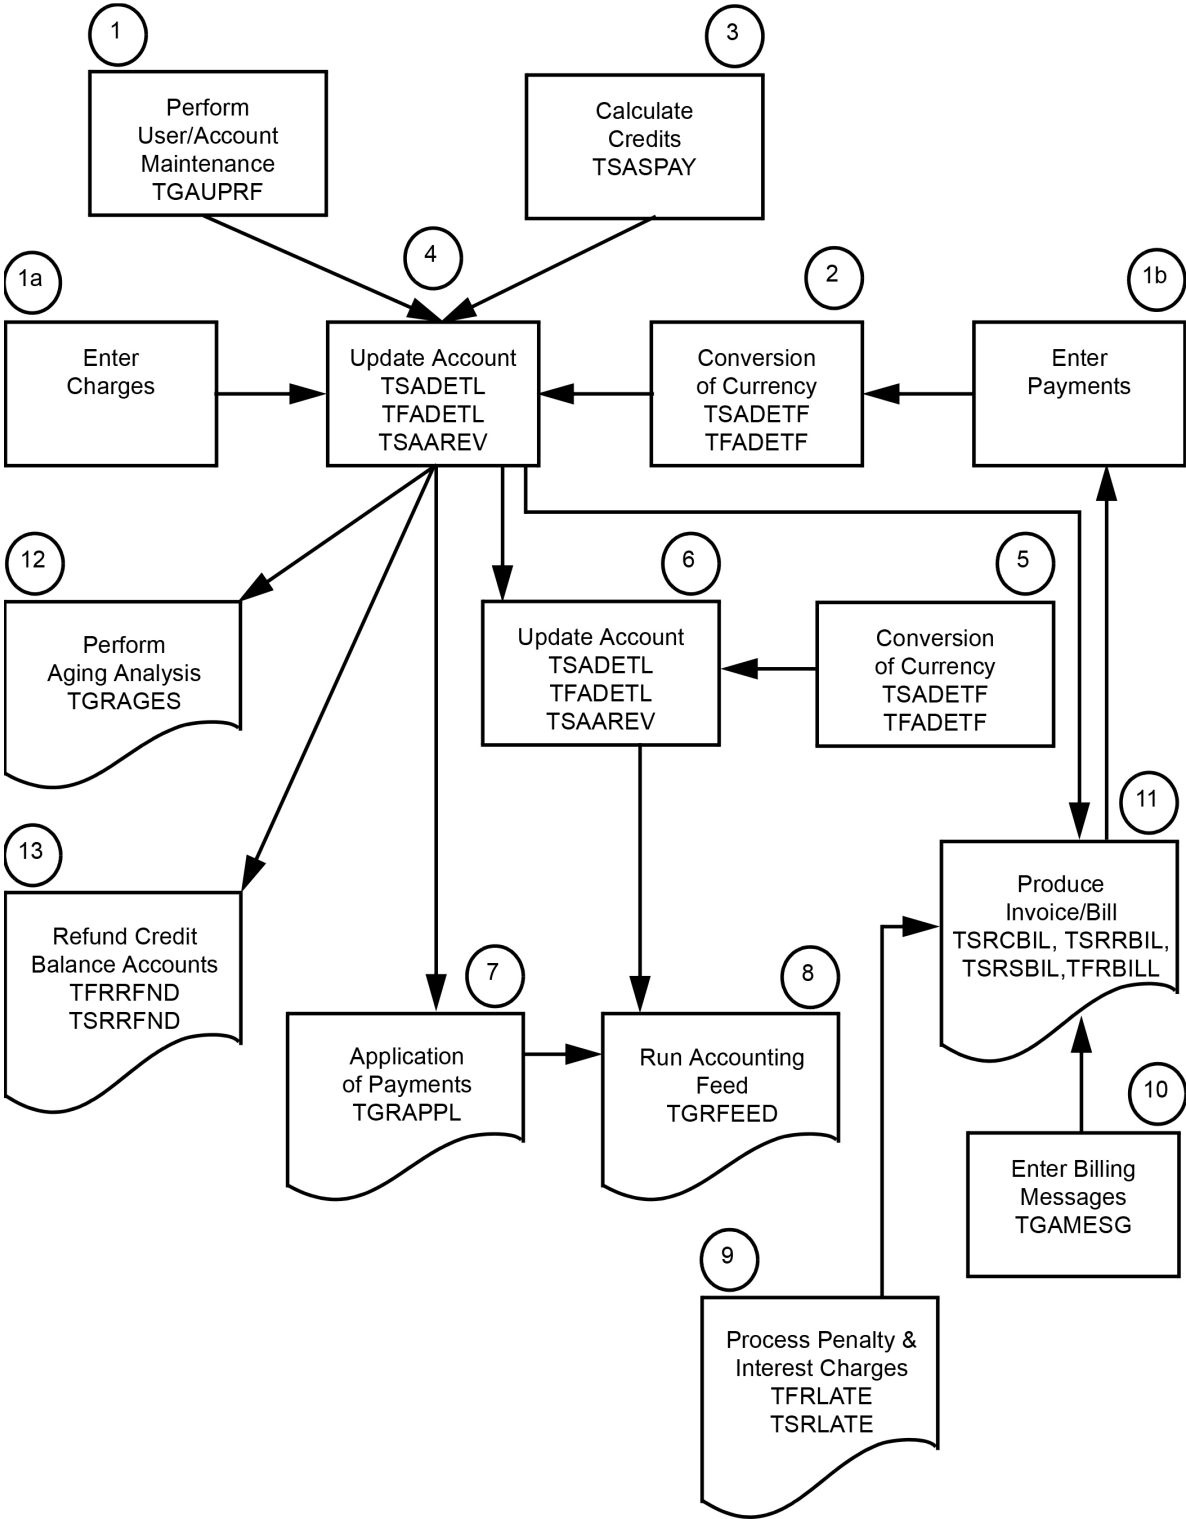 1
Perform
User/Account
Maintenance
TGAUPRF
3
Calculate
Credits
TSASPAY
1a
Enter
Charges
4
Update Account
TSADETL
TFADETL
TSAAREV
2
Conversion
of Currency
TSADETF
TFADETF
1b
Enter
Payments
12
Perform
Aging Analysis
TGRAGES
6
Update Account
TSADETL
TFADETL
TSAAREV
5
Conversion
of Currency
TSADETF
TFADETF
13
Refund Credit
Balance Accounts
TFRRFND
TSRRFND
7
Application
of Payments
TGRAPPL
8
Run Accounting
Feed
TGRFEED
11
Produce
Invoice/Bill
TSRCBIL, TSRRBIL,
TSRSBIL,TFRBILL
10
Enter Billing
Messages
TGAMESG
9
Process Penalty &
Interest Charges
TFRLATE
TSRLATE